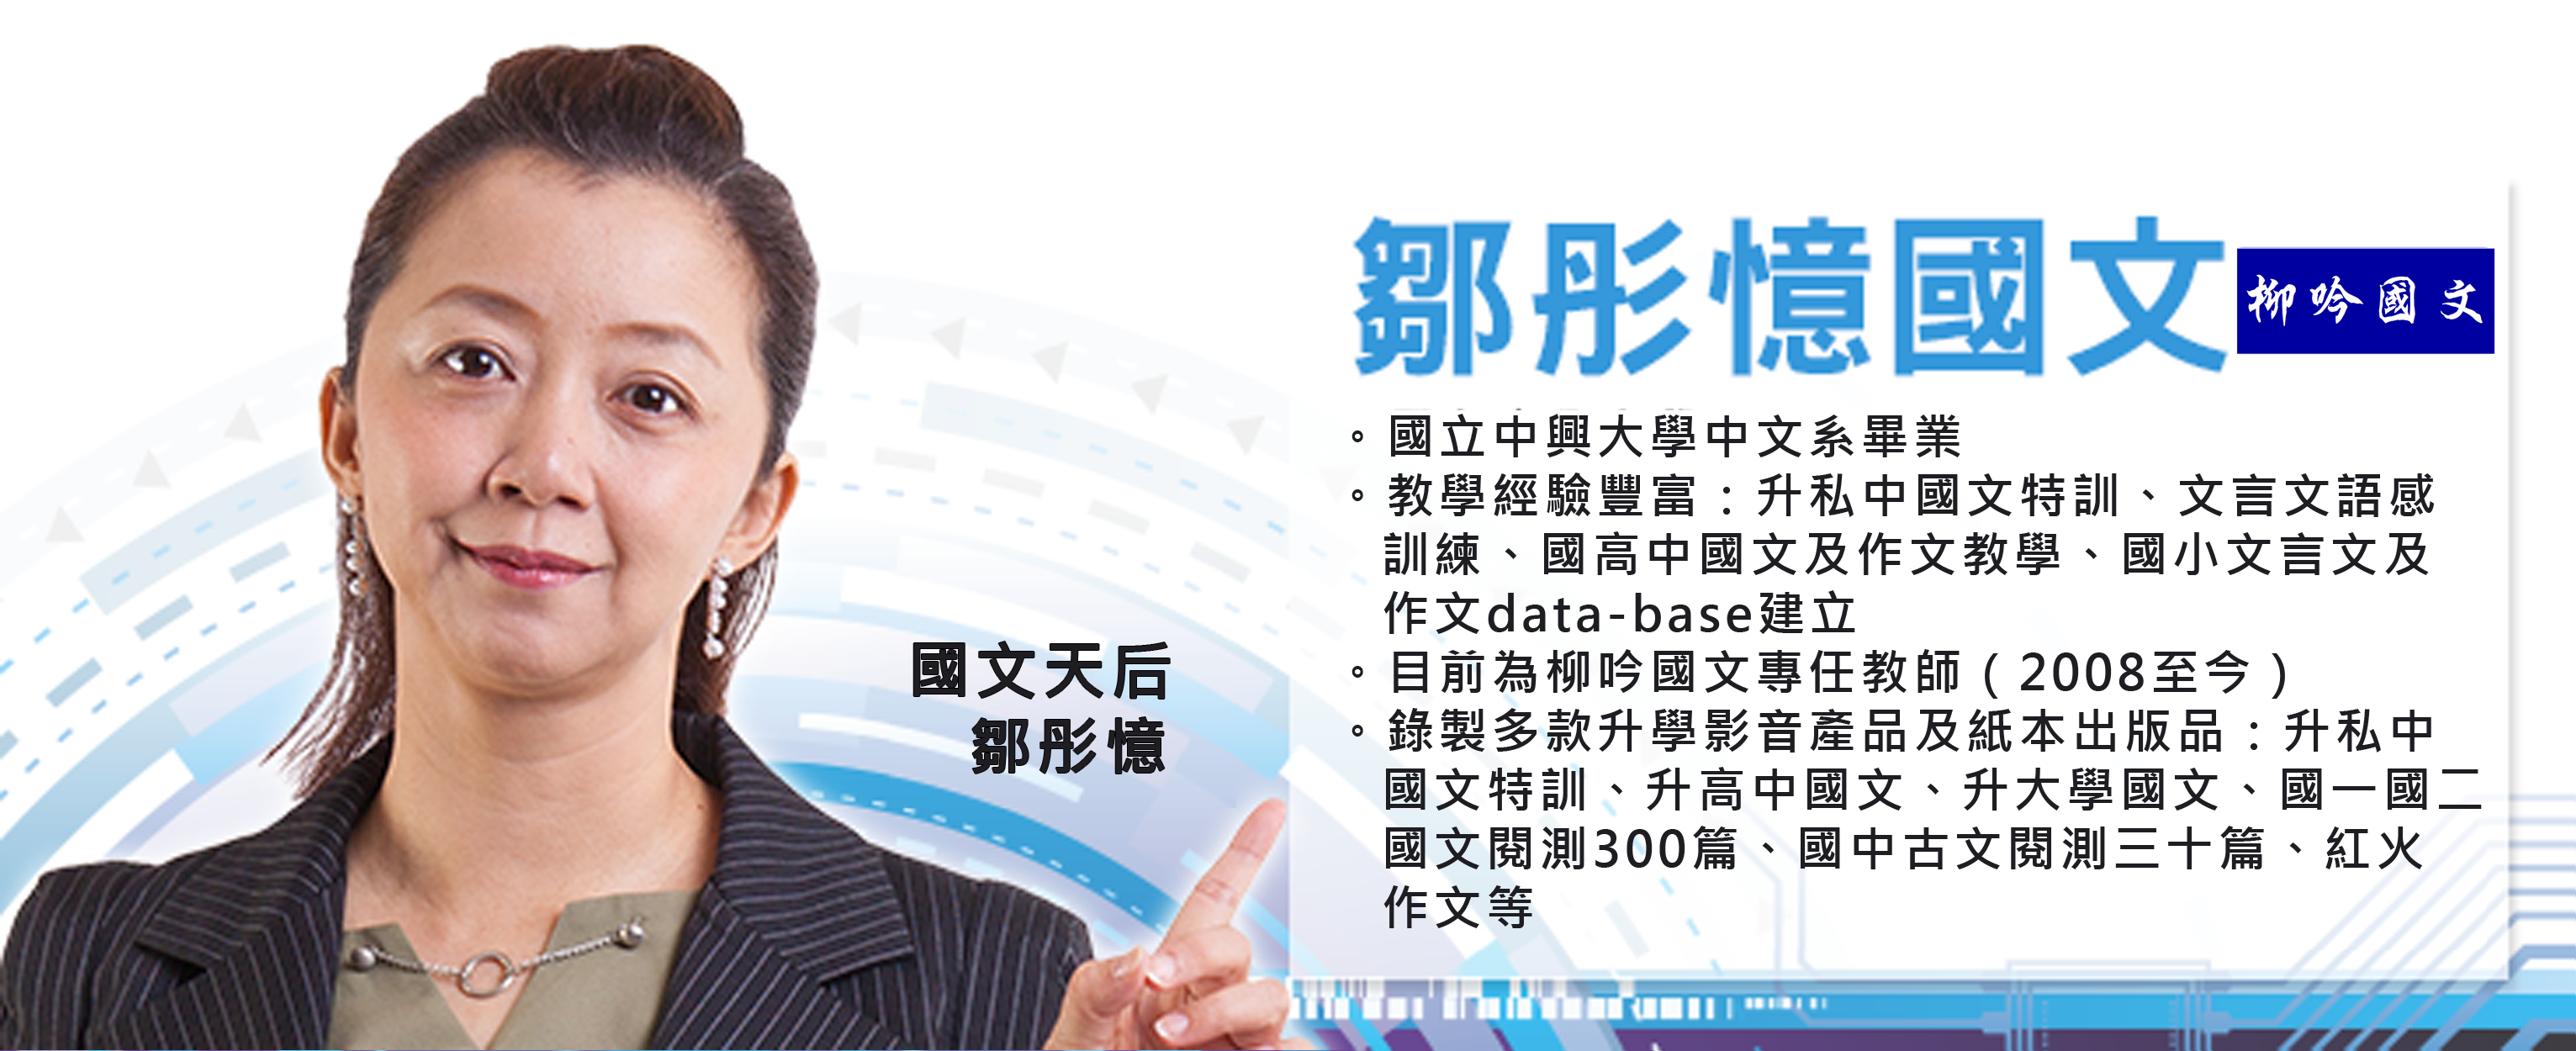 鄒彤憶國文
柳吟國文
。國立中興大學中文系畢業
。教學經驗豐富：升私中國文特訓、文言文語感
訓練、國高中國文及作文教學、國小文言文及
作文data-base建立
。目前為柳吟國文專任教師（2008至今）
。錄製多款升學影音產品及紙本出版品：升私中
國文特訓、升高中國文、升大學國文、國一國二
國文閱測300篇、國中古文閱測三十篇、紅火
作文等
國文天后
鄒彤憶